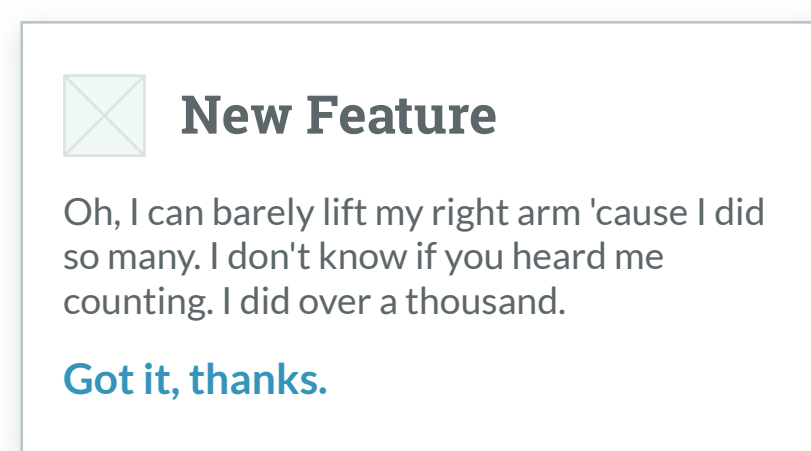 New Feature
Oh, I can barely lift my right arm 'cause I did
so many. I don't know if you heard me
counting. I did over a thousand.
Got it, thanks.